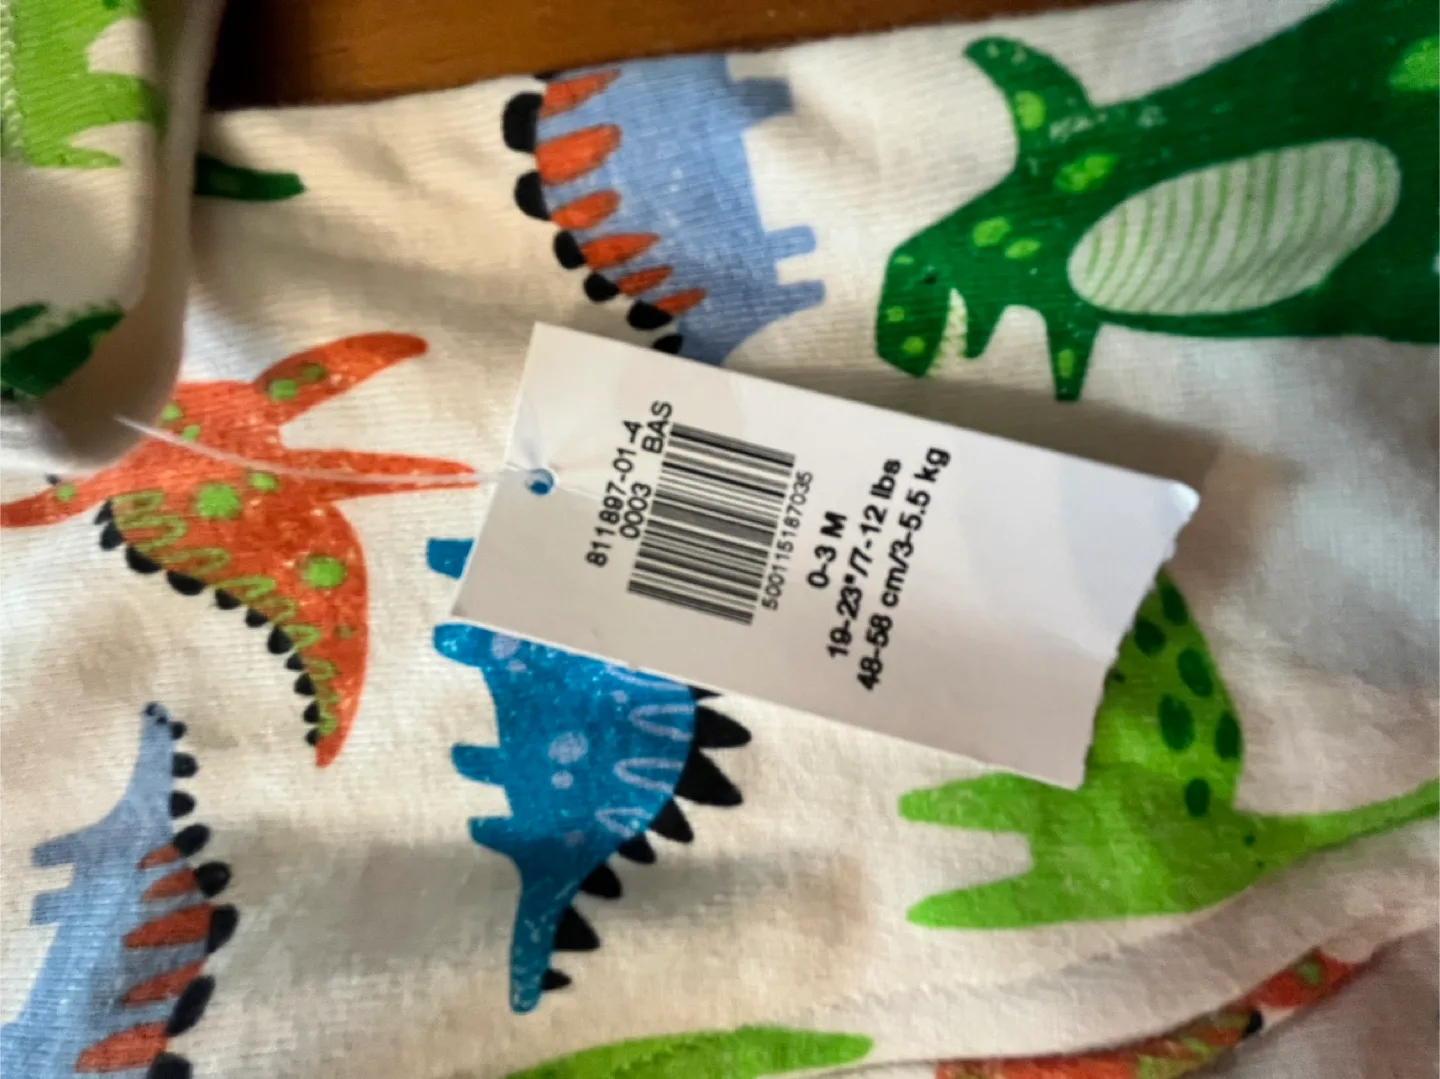 811897-01-4
0003 BAS
500115187035
0-3 M
19-23"/7-12 lbs
48-58 cm/3-5.5 kg